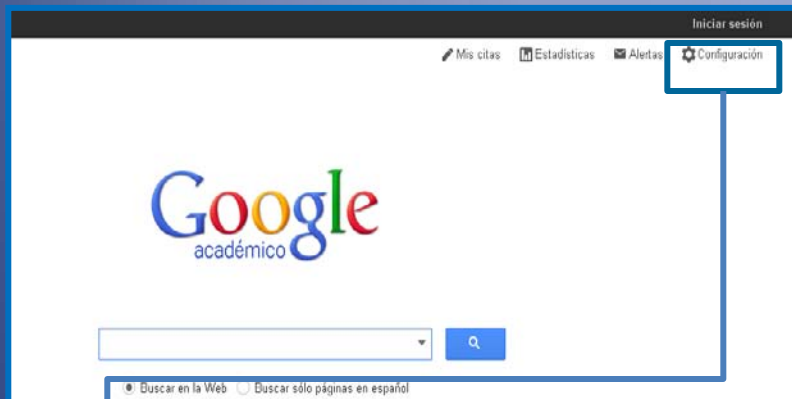 Iniciar sesión
Mis citas Estadísticas Alertas Configuración
Google
académico
Buscar en la Web Buscar sólo páginas en español